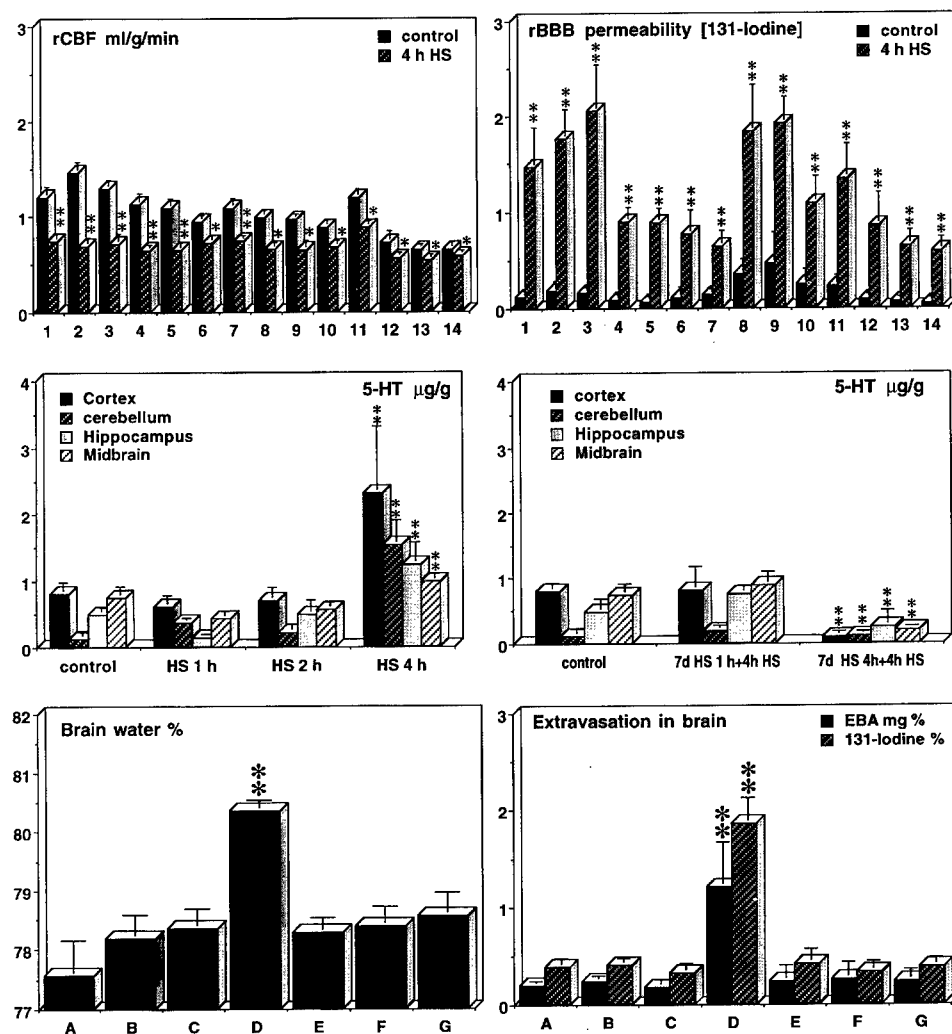 rCBF ml/g/min
control
4 h HS
3
2
1
0
** ** ** ** ** * ** * * * * * * *
1 2 3 4 5 6 7 8 9 10 11 12 13 14
rBBB permeability [131-Iodine]
control
4 h HS
3
2
1
0
** ** ** ** ** ** ** ** ** ** ** ** ** **
1 2 3 4 5 6 7 8 9 10 11 12 13 14
5-HT µg/g
Cortex
cerebellum
Hippocampus
Midbrain
4
3
2
1
0
** ** ** **
control HS 1 h HS 2 h HS 4 h
5-HT µg/g
cortex
cerebellum
Hippocampus
Midbrain
4
3
2
1
0
** ** ** **
control 7d HS 1 h+4h HS 7d HS 4h+4h HS
Brain water %
82
81
80
79
78
77
**
A B C D E F G
Extravasation in brain
EBA mg %
131-Iodine %
3
2
1
0
** **
A B C D E F G